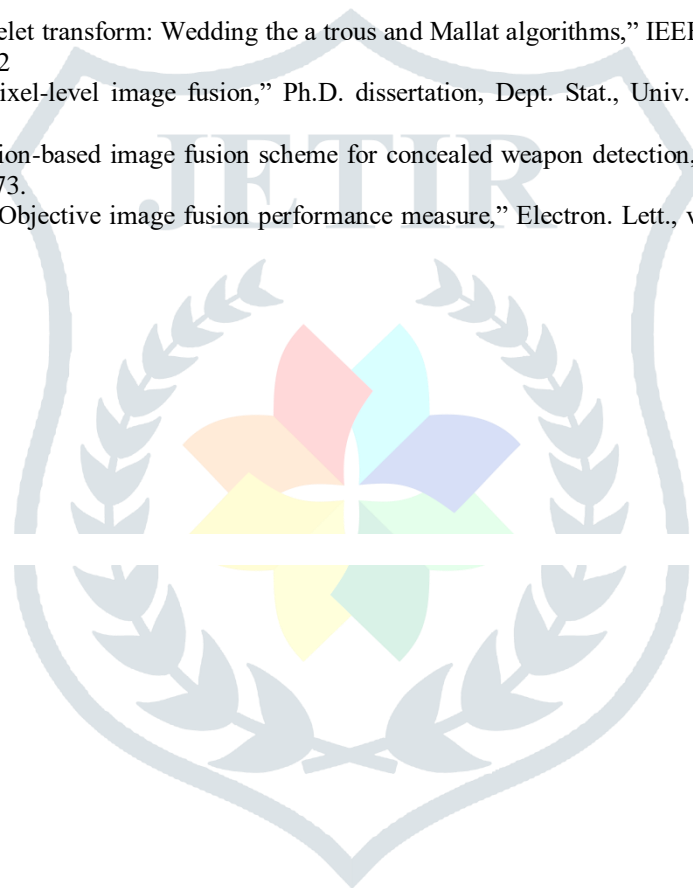 elet transform: Wedding the a trous and Mallat algorithms,” IEEE
2
ixel-level image fusion,” Ph.D. dissertation, Dept. Stat., Univ.
ion-based image fusion scheme for concealed weapon detection,
73.
Objective image fusion performance measure,” Electron. Lett., v
JETIR